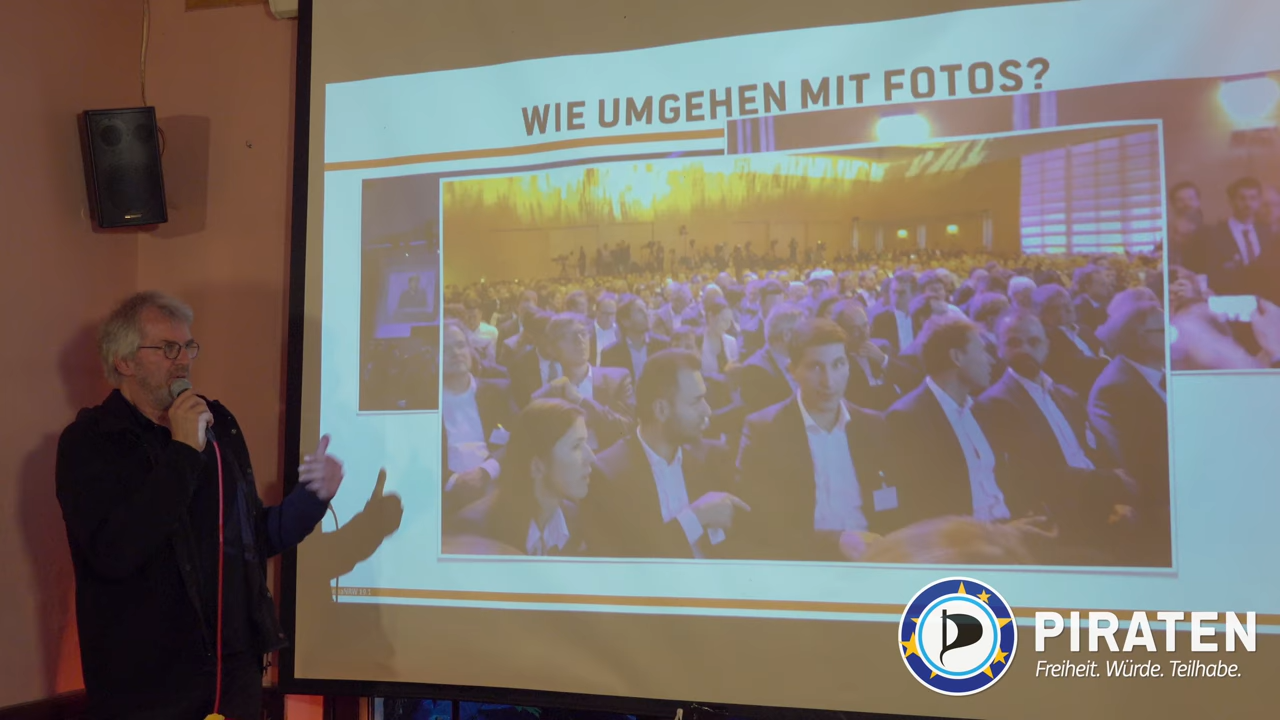 WIE UMGEHEN MIT FOTOS?
PIRATEN
Freiheit. Würde. Teilhabe.